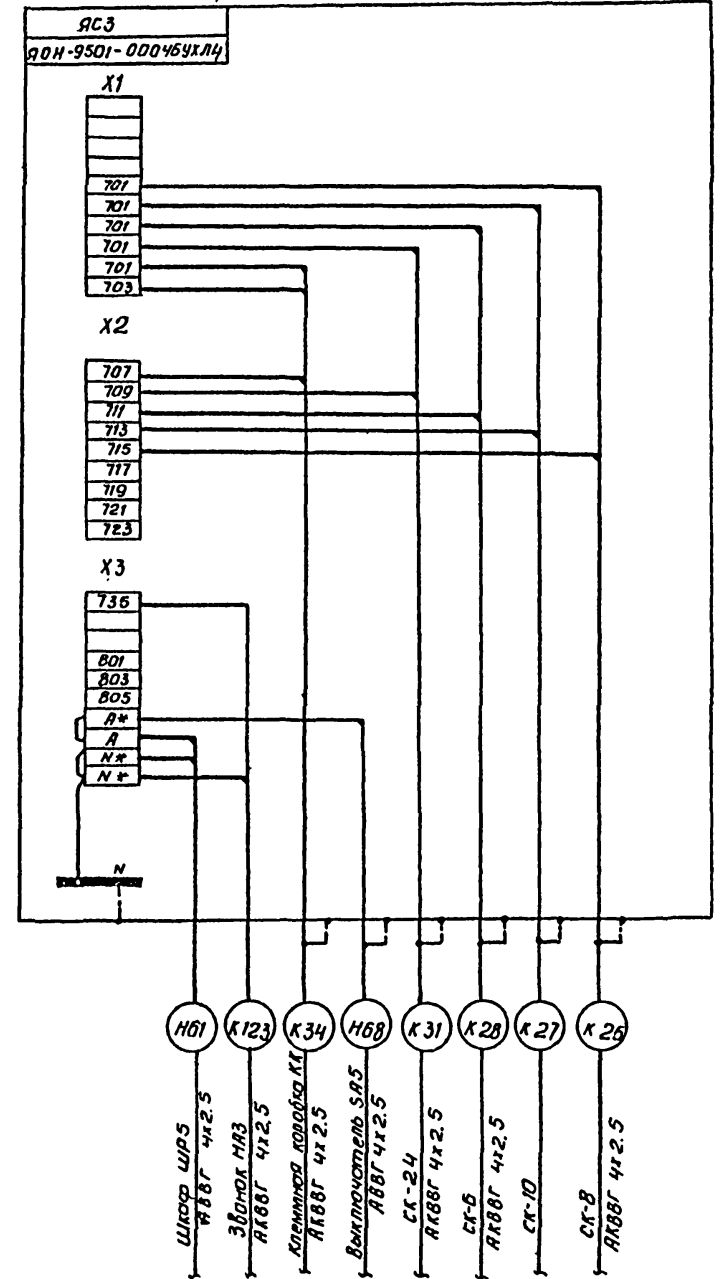 ЯС3
ЯОН-9501-0004БУХЛ4
X1
701
701
701
701
701
703
X2
707
709
711
713
715
717
719
721
723
X3
736
801
803
805
A*
A
N*
N*
N
Н61
К123
К34
Н68
К31
К28
К27
К26
Шкаф ШР5
АВВГ 4х2.5
Звонок НА3
АКВВГ 4х2,5
Клеммная коробка КК
АКВВГ 4х2.5
Выключатель SA5
АВВГ 4х2.5
СК-24
АКВВГ 4х2.5
СК-6
АКВВГ 4х2,5
СК-10
СК-8
АКВВГ 4х2.5